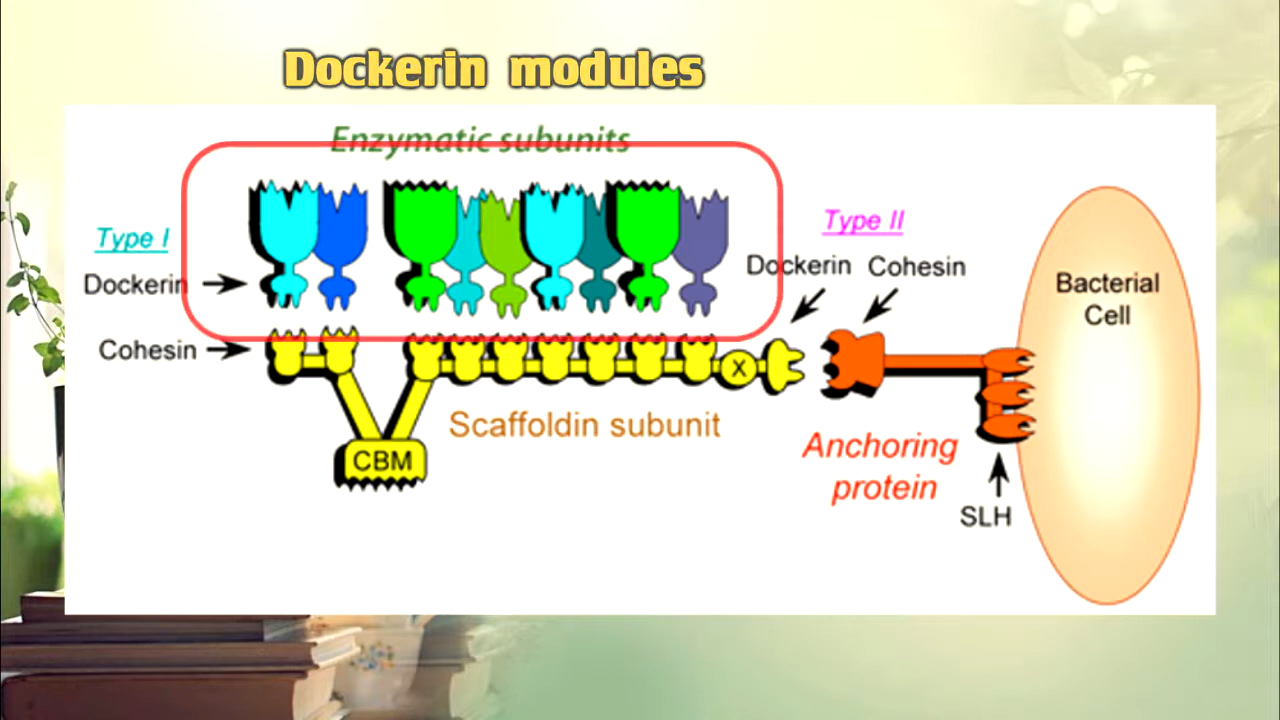 Dockerin modules
Enzymatic subunits
Type I
Dockerin
Cohesin
Type II
Dockerin Cohesin
Bacterial
Cell
X
Scaffoldin subunit
CBM
Anchoring
protein
SLH